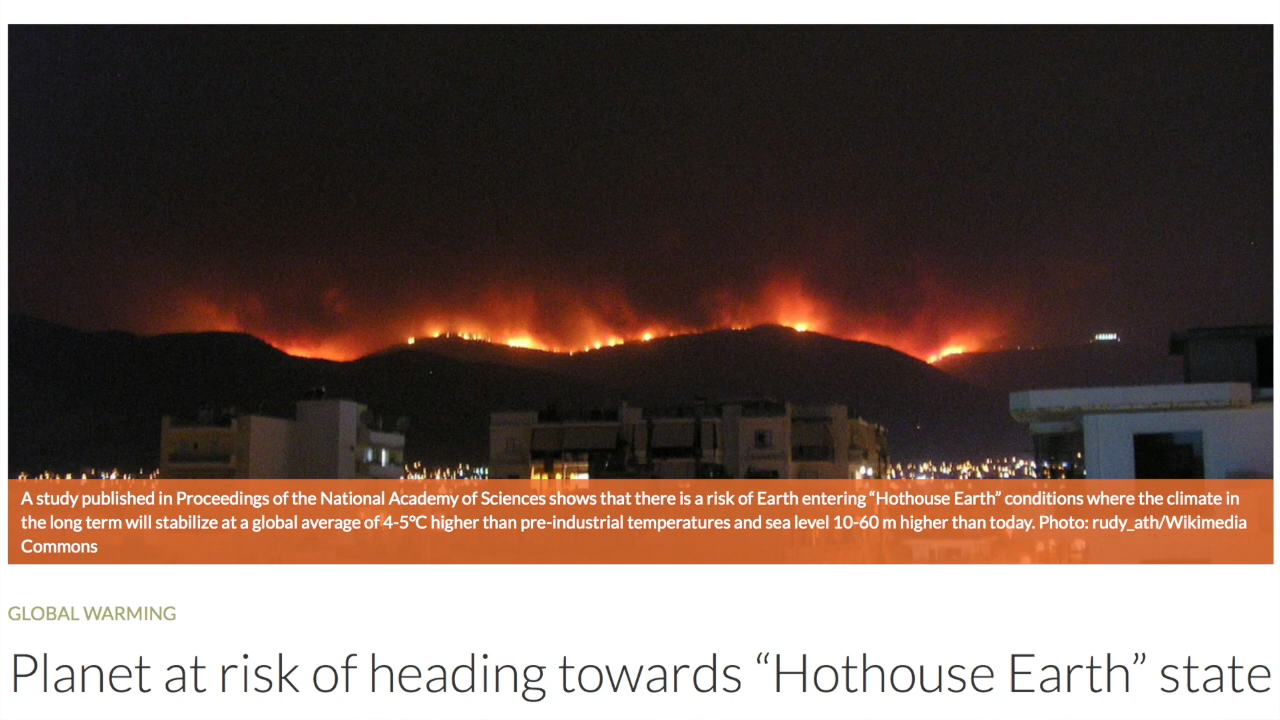 A study published in Proceedings of the National Academy of Sciences shows that there is a risk of Earth entering “Hothouse Earth” conditions where the climate in
the long term will stabilize at a global average of 4-5°C higher than pre-industrial temperatures and sea level 10-60 m higher than today. Photo: rudy_ath/Wikimedia
Commons
GLOBAL WARMING
Planet at risk of heading towards “Hothouse Earth” state